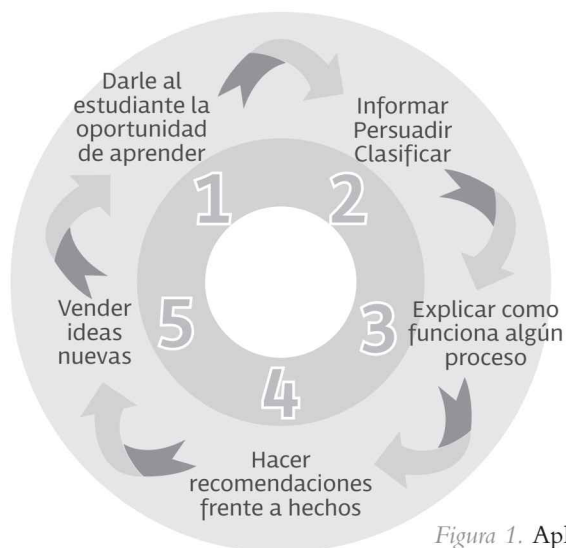 Darle al
estudiante la
oportunidad
de aprender
1
Informar
Persuadir
Clasificar
2
Explicar como
funciona algún
proceso
3
Hacer
recomendaciones
frente a hechos
4
Vender
ideas
nuevas
5
Figura 1.